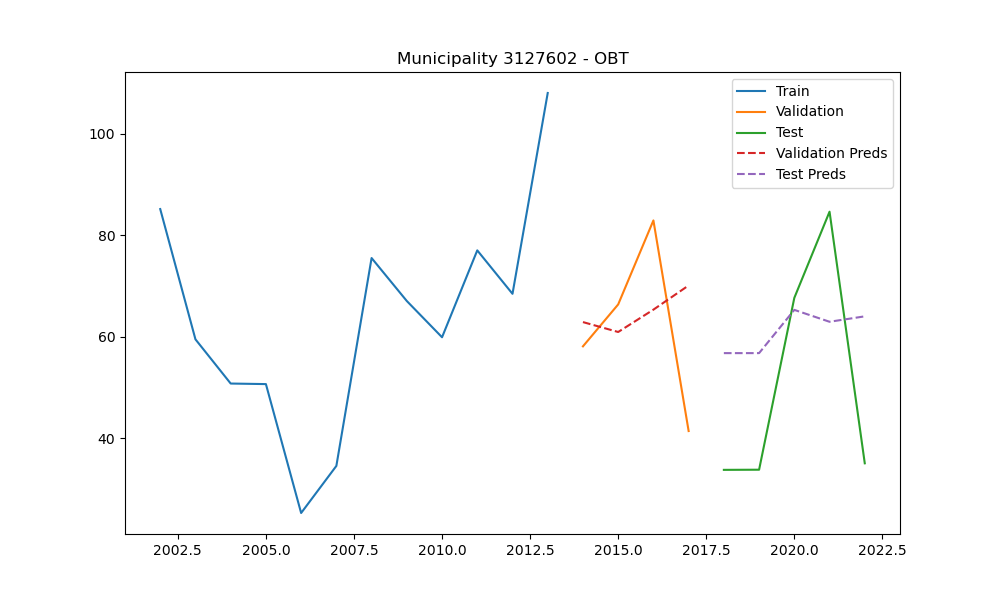 Municipality 3127602 - OBT
Train
Validation
Test
Validation Preds
Test Preds
100
80
60
40
2002.5 2005.0 2007.5 2010.0 2012.5 2015.0 2017.5 2020.0 2022.5